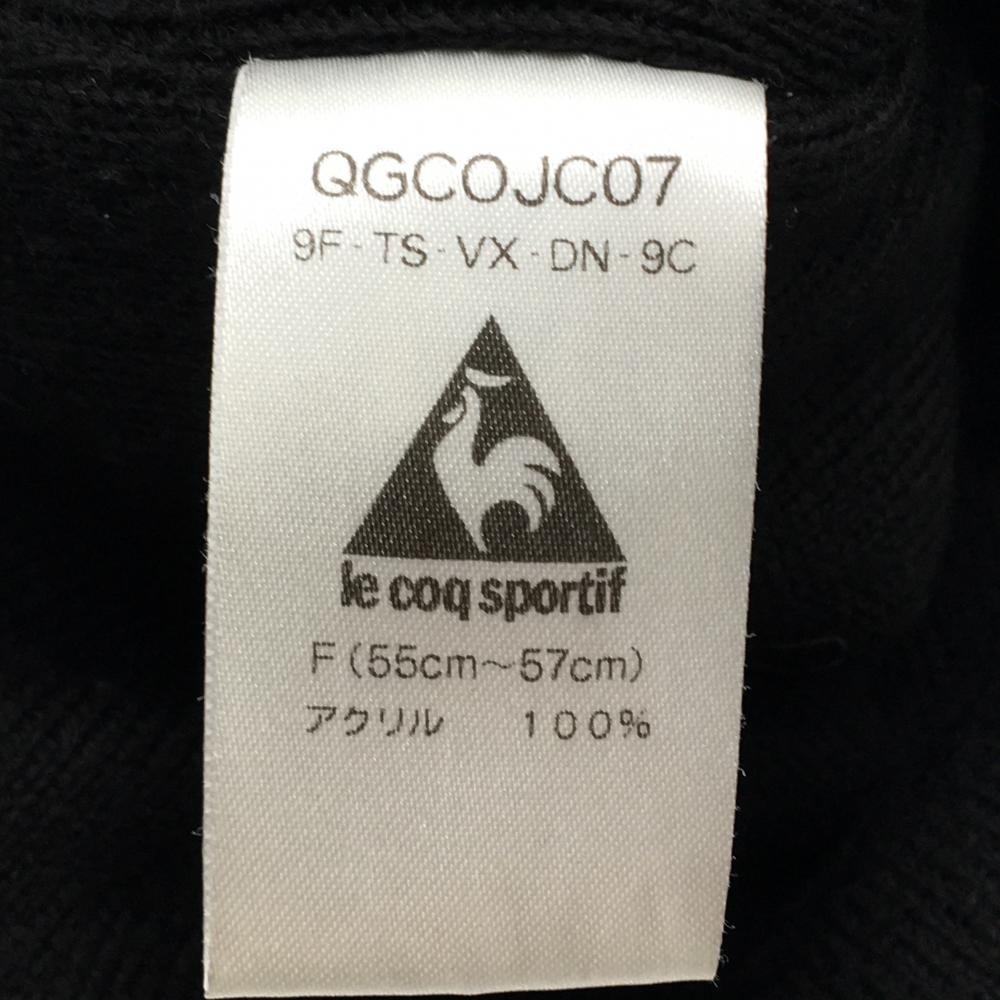 QGCOJC07
9F-TS-VX-DN-9C
le coq sportif
F(55cm～57cm)
アクリル 100%